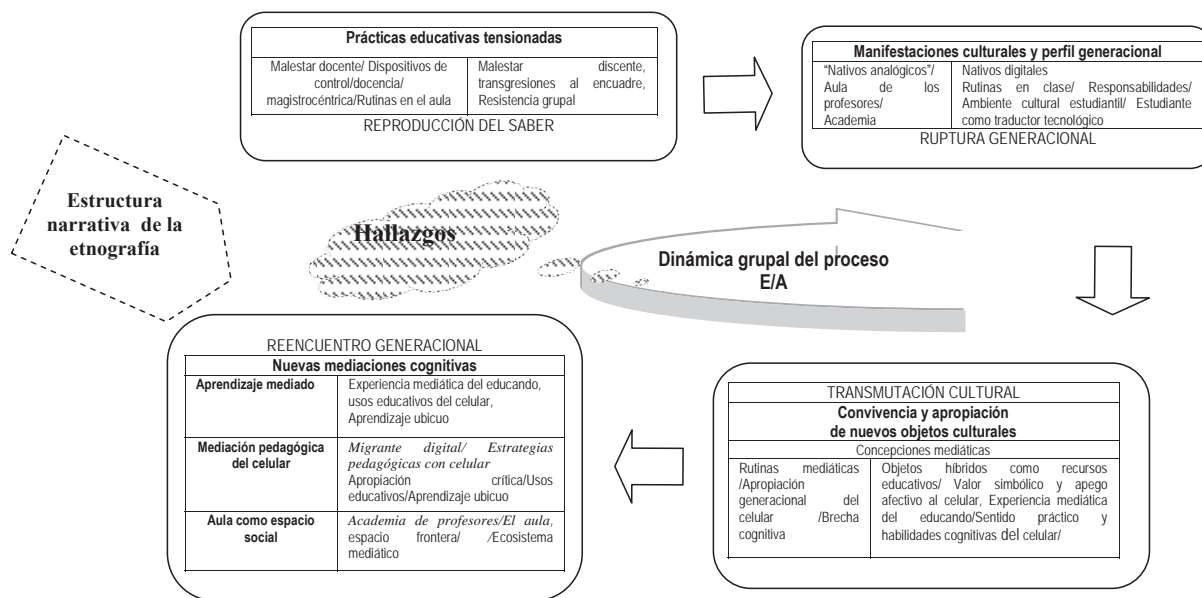 Prácticas educativas tensionadas
Malestar docente/ Dispositivos de
control/docencia/
magistrocéntrica/Rutinas en el aula
Malestar discente,
transgresiones al encuadre,
Resistencia grupal
REPRODUCCIÓN DEL SABER
Manifestaciones culturales y perfil generacional
“Nativos analógicos”/
Aula de los
profesores/
Academia
Nativos digitales
Rutinas en clase/ Responsabilidades/
Ambiente cultural estudiantil/ Estudiante
como traductor tecnológico
RUPTURA GENERACIONAL
Estructura
narrativa de la
etnografía
Hallazgos
Dinámica grupal del proceso
E/A
REENCUENTRO GENERACIONAL
Nuevas mediaciones cognitivas
Aprendizaje mediado
Experiencia mediática del educando,
usos educativos del celular,
Aprendizaje ubicuo
Mediación pedagógica
del celular
Migrante digital/ Estrategias
pedagógicas con celular
Apropiación crítica/Usos
educativos/Aprendizaje ubicuo
Aula como espacio
social
Academia de profesores/El aula,
espacio frontera/ /Ecosistema
mediático
TRANSMUTACIÓN CULTURAL
Convivencia y apropiación
de nuevos objetos culturales
Concepciones mediáticas
Rutinas mediáticas
/Apropiación
generacional del
celular /Brecha
cognitiva
Objetos híbridos como recursos
educativos/ Valor simbólico y apego
afectivo al celular, Experiencia mediática
del educando/Sentido práctico y
habilidades cognitivas del celular/